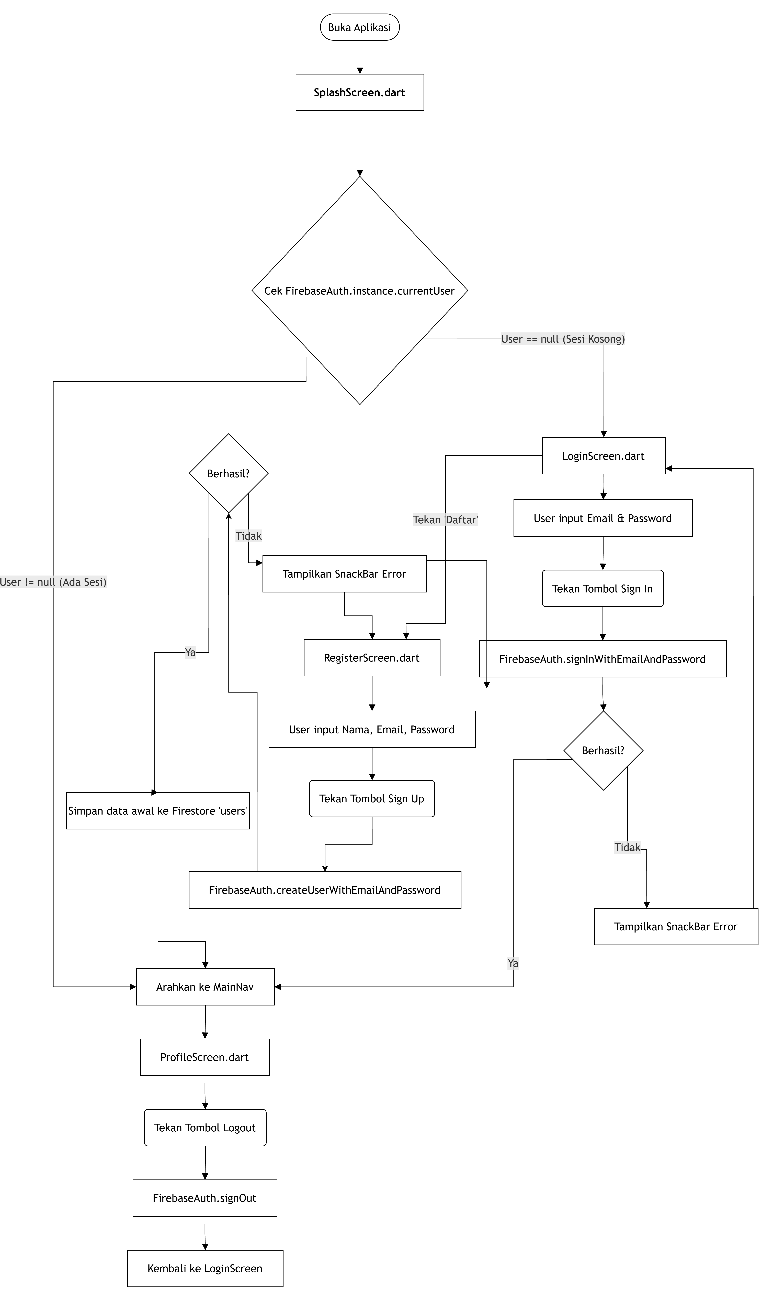 Buka Aplikasi
SplashScreen.dart
Cek FirebaseAuth.instance.currentUser
User == null (Sesi Kosong)
LoginScreen.dart
Berhasil?
Tekan 'Daftar'
User input Email & Password
Tidak
Tampilkan SnackBar Error
User != null (Ada Sesi)
Tekan Tombol Sign In
Ya
RegisterScreen.dart
FirebaseAuth.signInWithEmailAndPassword
User input Nama, Email, Password
Berhasil?
Simpan data awal ke Firestore 'users'
Tekan Tombol Sign Up
Tidak
FirebaseAuth.createUserWithEmailAndPassword
Tampilkan SnackBar Error
Ya
Arahkan ke MainNav
ProfileScreen.dart
Tekan Tombol Logout
FirebaseAuth.signOut
Kembali ke LoginScreen